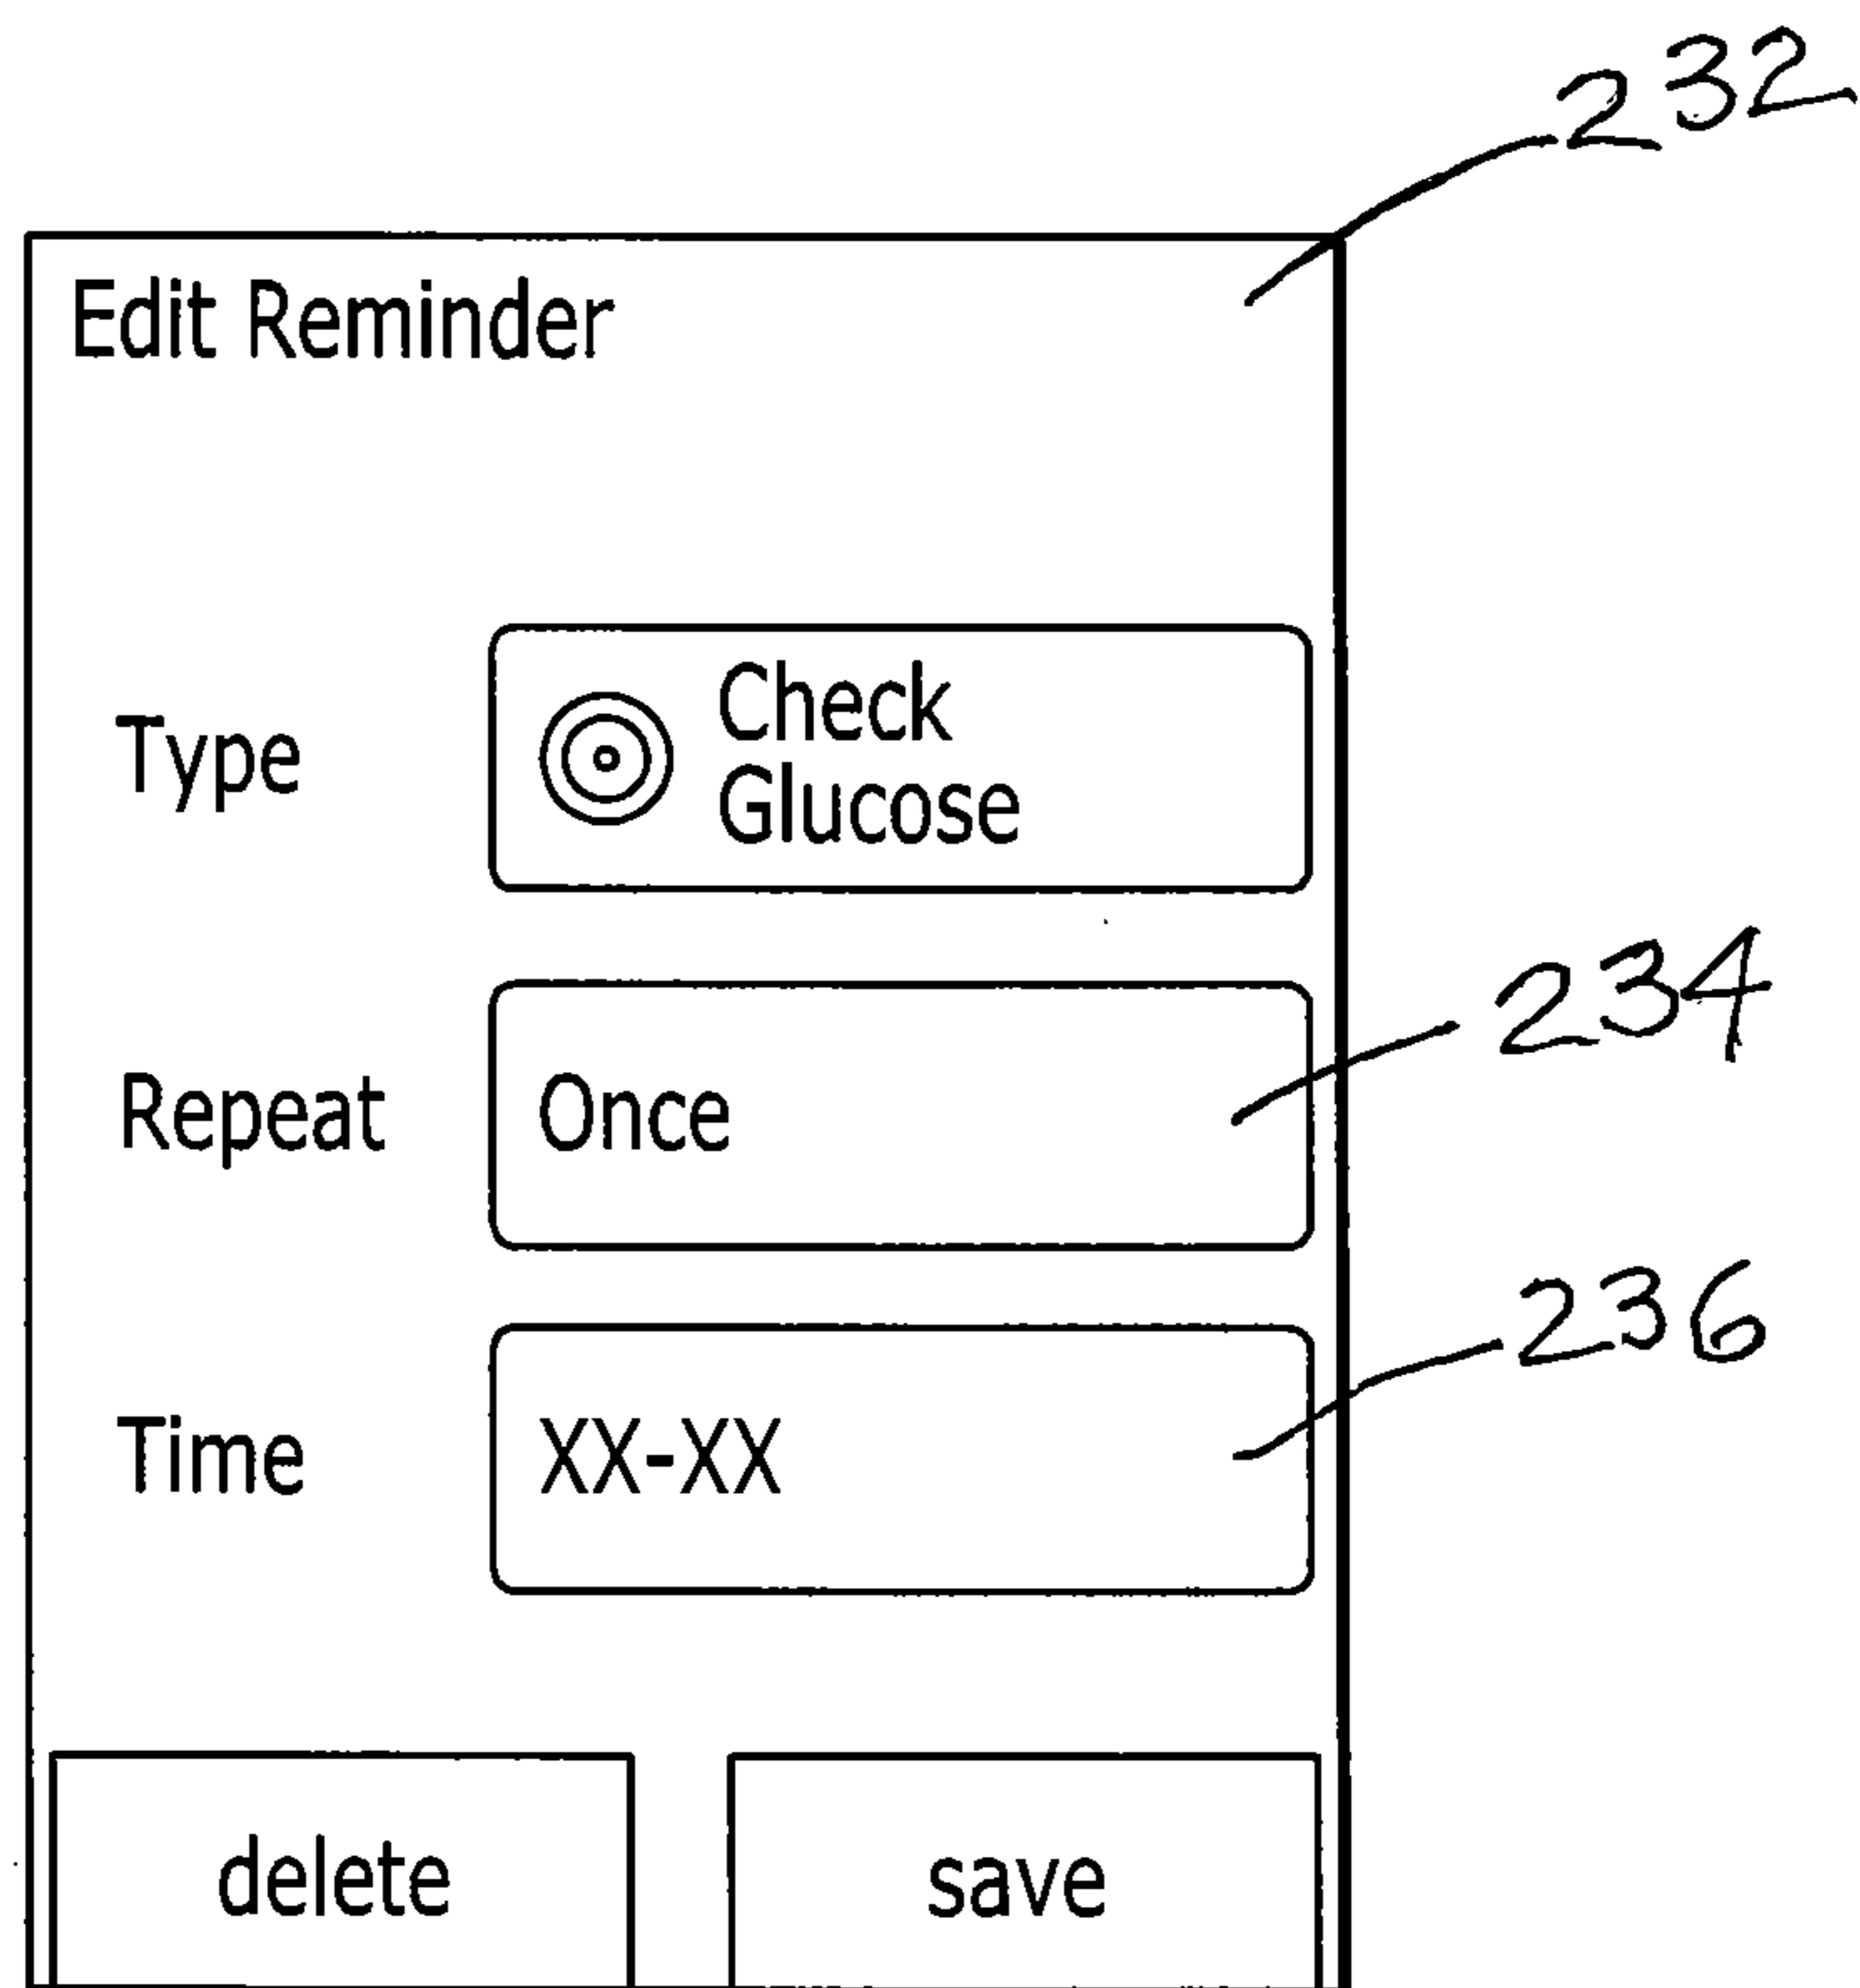 232
Edit Reminder
Type
Check
Glucose
Repeat
Once
234
Time
XX-XX
236
delete
save